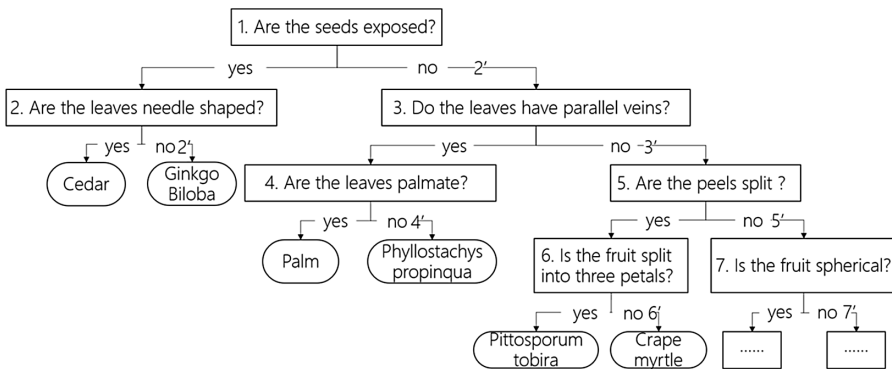 1. Are the seeds exposed?
yes
no 2′
2. Are the leaves needle shaped?
3. Do the leaves have parallel veins?
yes
no 2′
yes
no 3′
Cedar
Ginkgo
Biloba
4. Are the leaves palmate?
5. Are the peels split ?
yes
no 4′
yes
no 5′
Palm
Phyllostachys
propinqua
6. Is the fruit split
into three petals?
7. Is the fruit spherical?
yes
no 6′
yes
no 7′
Pittosporum
tobira
Crape
myrtle
......
......